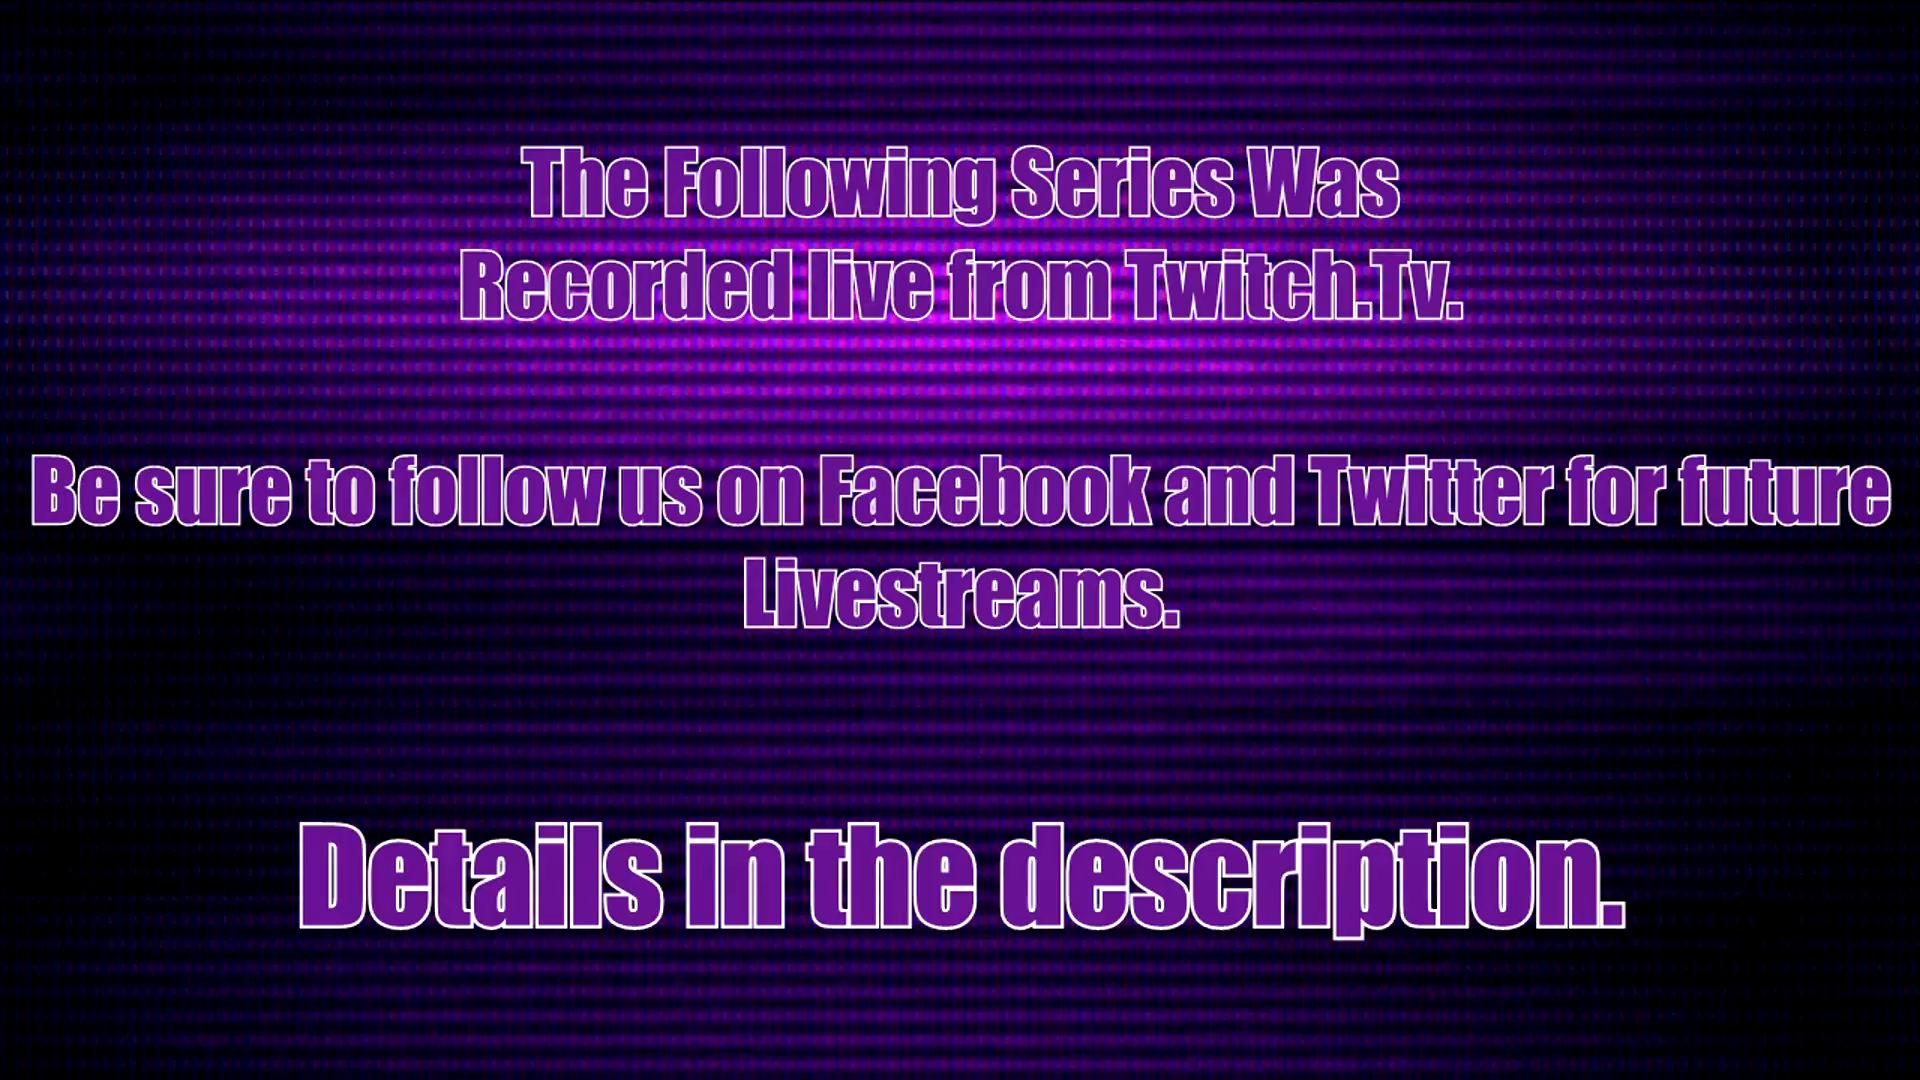 The Following Series Was
Recorded live from Twitch.Tv.
Be sure to follow us on Facebook and Twitter for future
Livestreams.
Details in the description.